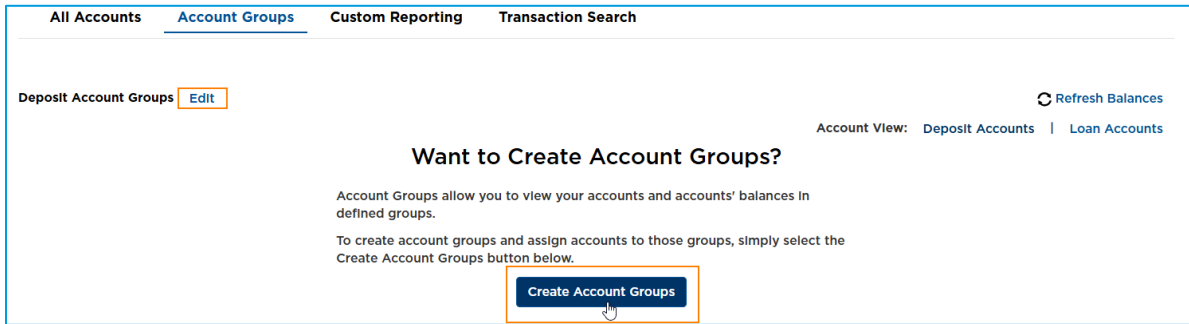 All Accounts Account Groups Custom Reporting Transaction Search
Deposit Account Groups Edit
Refresh Balances
Account View: Deposit Accounts | Loan Accounts
Want to Create Account Groups?
Account Groups allow you to view your accounts and accounts' balances in
defined groups.
To create account groups and assign accounts to those groups, simply select the
Create Account Groups button below.
Create Account Groups